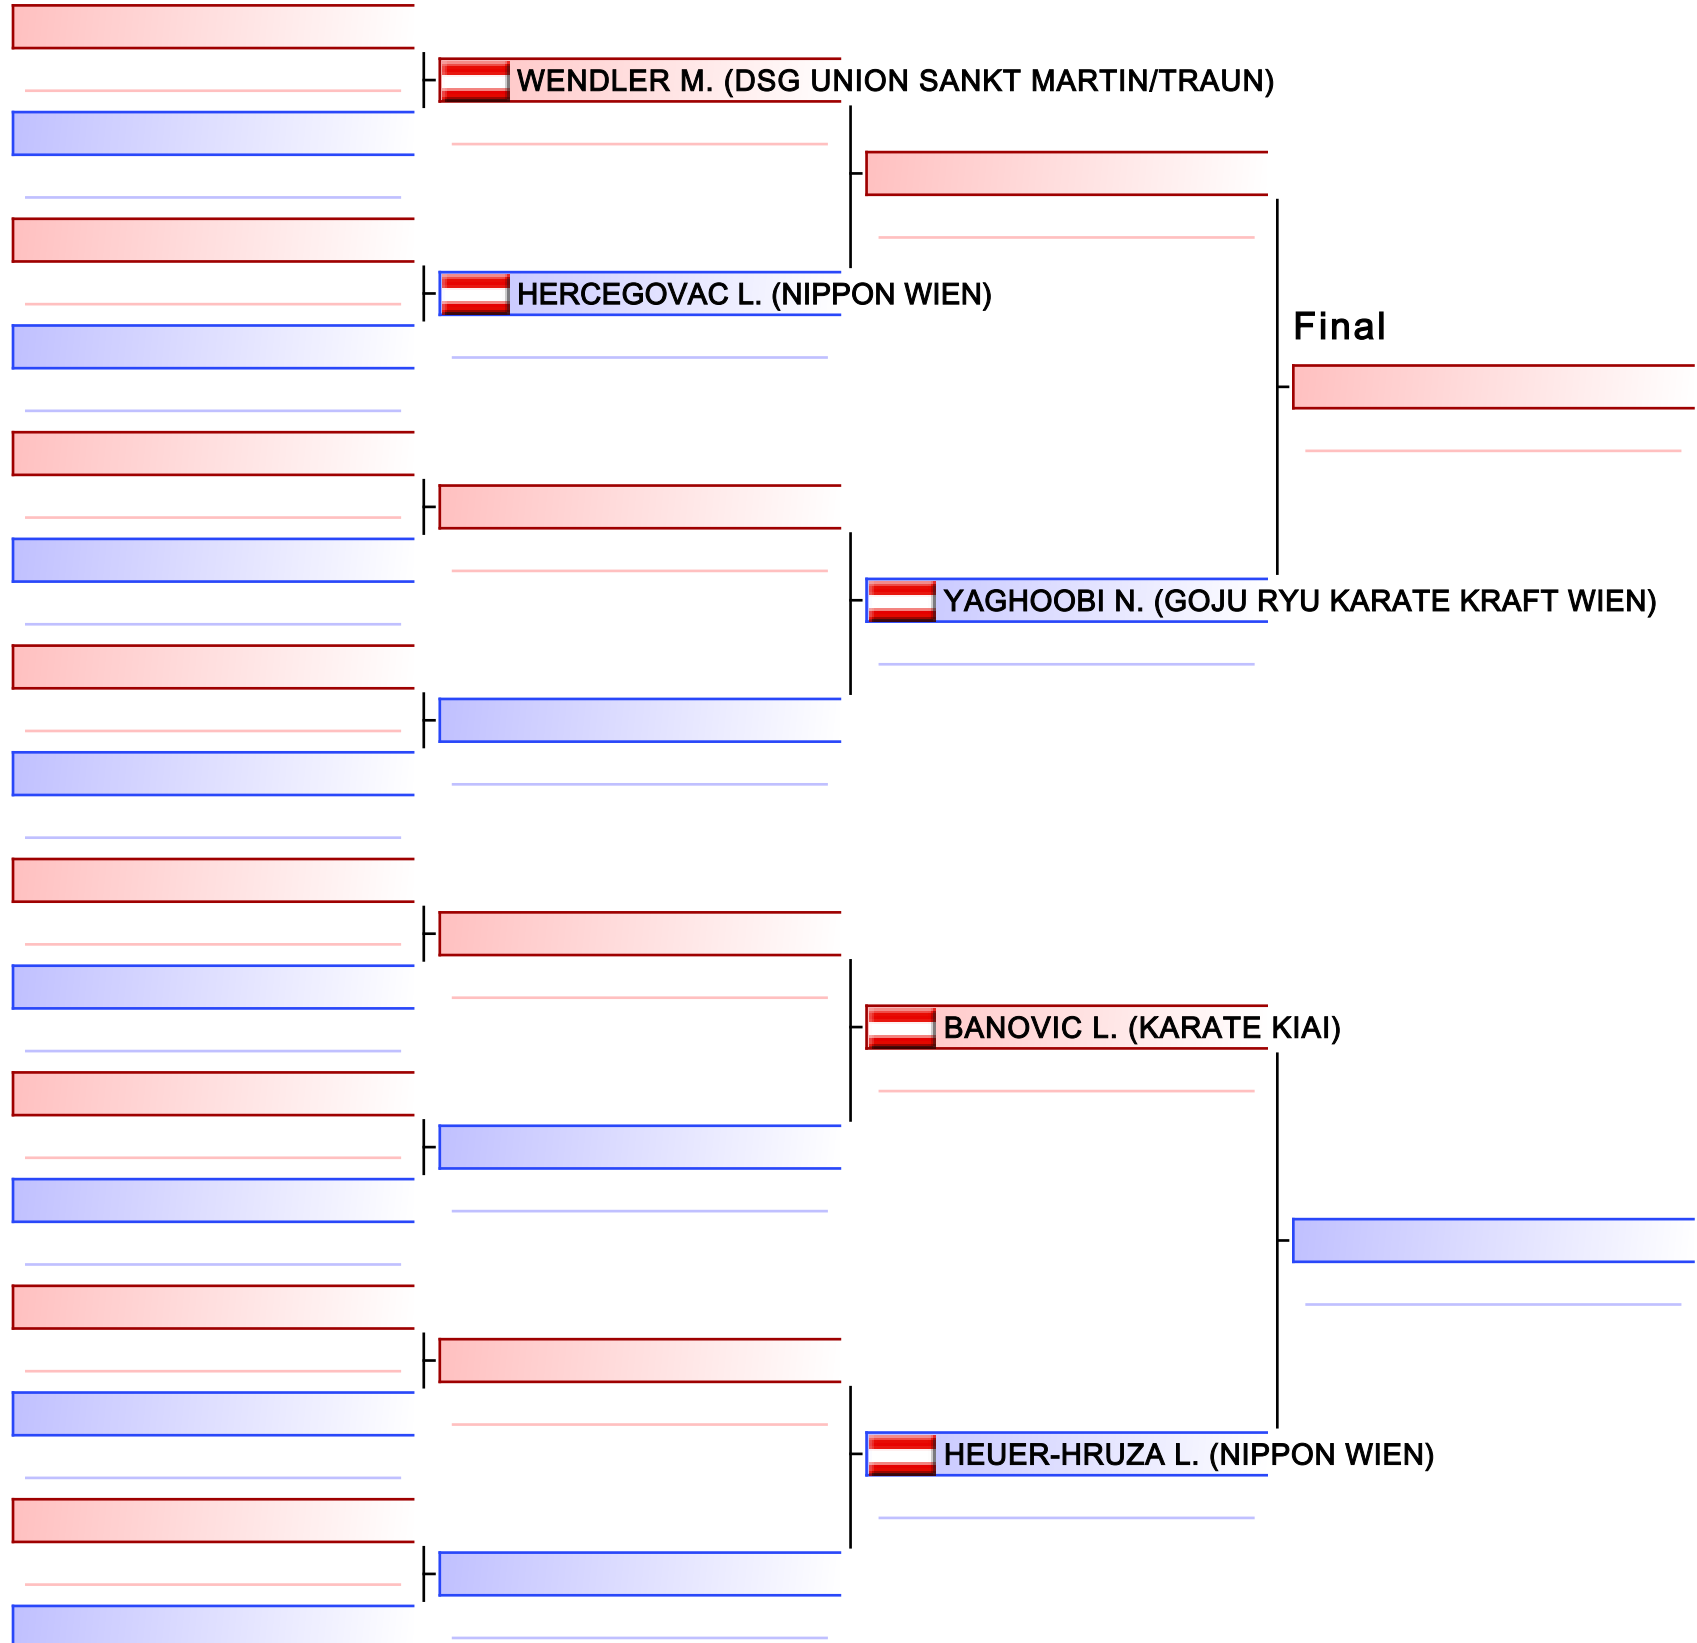 WENDLER M. (DSG UNION SANKT MARTIN/TRAUN)
HERCEGOVAC L. (NIPPON WIEN)
Final
YAGHOOBI N. (GOJU RYU KARATE KRAFT WIEN)
BANOVIC L. (KARATE KIAI)
HEUER-HRUZA L. (NIPPON WIEN)